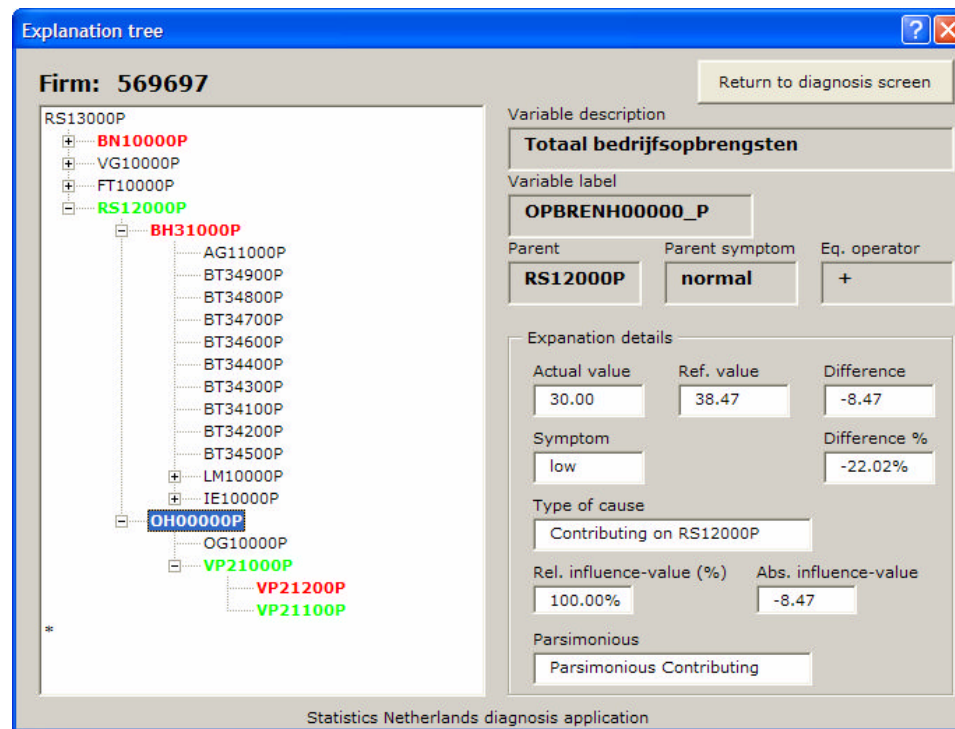 Explanation tree
Firm: 569697
Return to diagnosis screen
RS13000P
BN10000P
VG10000P
FT10000P
RS12000P
BH31000P
AG11000P
BT34900P
BT34800P
BT34700P
BT34600P
BT34400P
BT34300P
BT34100P
BT34200P
BT34500P
LM10000P
IE10000P
OH00000P
OG10000P
VP21000P
VP21200P
VP21100P
*
Variable description
Totaal bedrijfsopbrengsten
Variable label
OPBRENH00000_P
Parent Parent symptom Eq. operator
RS12000P normal +
Expanation details
Actual value Ref. value Difference
30.00 38.47 -8.47
Symptom Difference %
low -22.02%
Type of cause
Contributing on RS12000P
Rel. influence-value (%) Abs. influence-value
100.00% -8.47
Parsimonious
Parsimonious Contributing
Statistics Netherlands diagnosis application